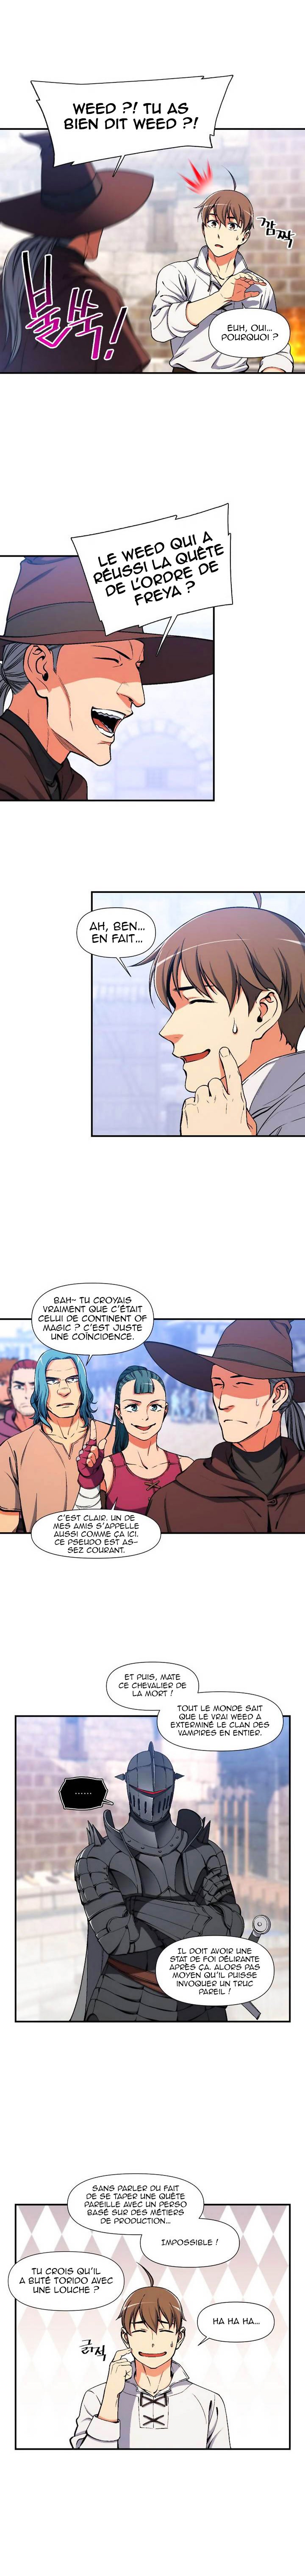 WEED ?! TU AS
BIEN DIT WEED ?!
깜짝
불쑥!
EUH, OUI...
POURQUOI ?
LE WEED QUI A
RÉUSSI LA QUÊTE
DE L'ORDRE DE
FREYA ?
AH, BEN...
EN FAIT...
BAH~ TU CROYAIS
VRAIMENT QUE C'ÉTAIT
CELUI DE CONTINENT OF
MAGIC ? C'EST JUSTE
UNE COÏNCIDENCE.
C'EST CLAIR. UN DE
MES AMIS S'APPELLE
AUSSI COMME ÇA ICI.
CE PSEUDO EST AS-
SEZ COURANT.
ET PUIS, MATE
CE CHEVALIER DE
LA MORT !
TOUT LE MONDE SAIT
QUE LE VRAI WEED A
EXTERMINÉ LE CLAN DES
VAMPIRES EN ENTIER.
......
IL DOIT AVOIR UNE
STAT DE FOI DÉLIRANTE
APRÈS ÇA. ALORS PAS
MOYEN QU'IL PUISSE
INVOQUER UN TRUC
PAREIL !
SANS PARLER DU FAIT
DE SE TAPER UNE QUÊTE
PAREILLE AVEC UN PERSO
BASÉ SUR DES MÉTIERS
DE PRODUCTION...
IMPOSSIBLE !
TU CROIS QU'IL
A BUTÉ TORIDO AVEC
UNE LOUCHE ?
HA HA HA...
긁적